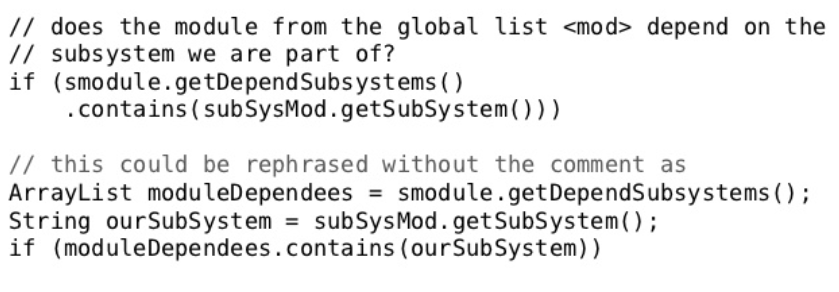 // does the module from the global list <mod> depend on the
// subsystem we are part of?
if (smodule.getDependSubsystems()
    .contains(subSysMod.getSubSystem()))

// this could be rephrased without the comment as
ArrayList moduleDependees = smodule.getDependSubsystems();
String ourSubSystem = subSysMod.getSubSystem();
if (moduleDependees.contains(ourSubSystem))